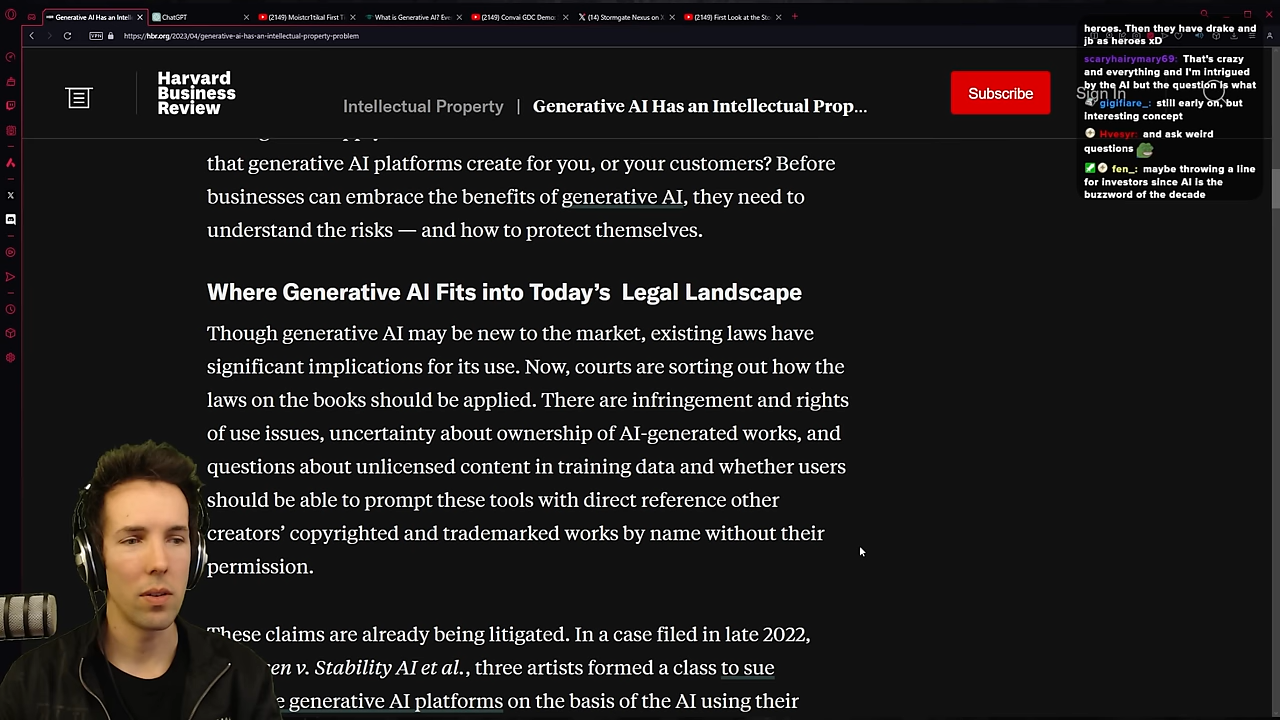 Generative AI Has an Intell
ChatGPT
(2149) Moistcr1tikal First T
What is Generative AI? Eve
(2149) Convai GDC Demo
(14) Stormgate Nexus on X
(2149) First Look at the Sto
VPN
https://hbr.org/2023/04/generative-ai-has-an-intellectual-property-problem
Harvard
Business
Review
Intellectual Property | Generative AI Has an Intellectual Prop...
Subscribe
Sign In
heroes. Then they have drake and
jb as heroes xD
scaryhairymary69: That's crazy
and everything and I'm intrigued
by the AI but the question is what
gigifiare_: still early on, but
interesting concept
Hvesyr: and ask weird
questions
fen_: maybe throwing a line
for investors since AI is the
buzzword of the decade
that generative AI platforms create for you, or your customers? Before
businesses can embrace the benefits of generative AI, they need to
understand the risks — and how to protect themselves.
Where Generative AI Fits into Today's Legal Landscape
Though generative AI may be new to the market, existing laws have
significant implications for its use. Now, courts are sorting out how the
laws on the books should be applied. There are infringement and rights
of use issues, uncertainty about ownership of AI-generated works, and
questions about unlicensed content in training data and whether users
should be able to prompt these tools with direct reference other
creators' copyrighted and trademarked works by name without their
permission.
These claims are already being litigated. In a case filed in late 2022,
en v. Stability AI et al., three artists formed a class to sue
generative AI platforms on the basis of the AI using their